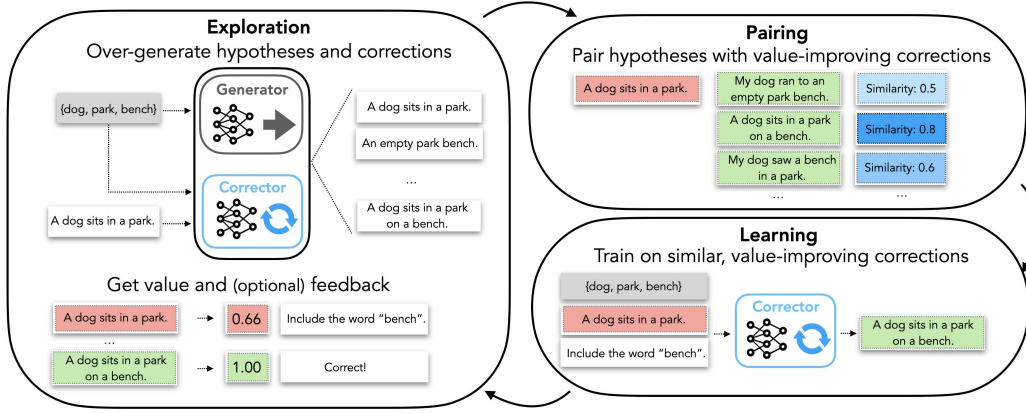 Exploration
Over-generate hypotheses and corrections
{dog, park, bench}
Generator
Corrector
A dog sits in a park.
A dog sits in a park.
An empty park bench.
...
A dog sits in a park
on a bench.
Get value and (optional) feedback
A dog sits in a park.
0.66
Include the word “bench”.
...
A dog sits in a park
on a bench.
1.00
Correct!
Pairing
Pair hypotheses with value-improving corrections
A dog sits in a park.
My dog ran to an
empty park bench.
Similarity: 0.5
A dog sits in a park
on a bench.
Similarity: 0.8
My dog saw a bench
in a park.
Similarity: 0.6
...
...
Learning
Train on similar, value-improving corrections
{dog, park, bench}
A dog sits in a park.
Include the word “bench”.
Corrector
A dog sits in a park
on a bench.